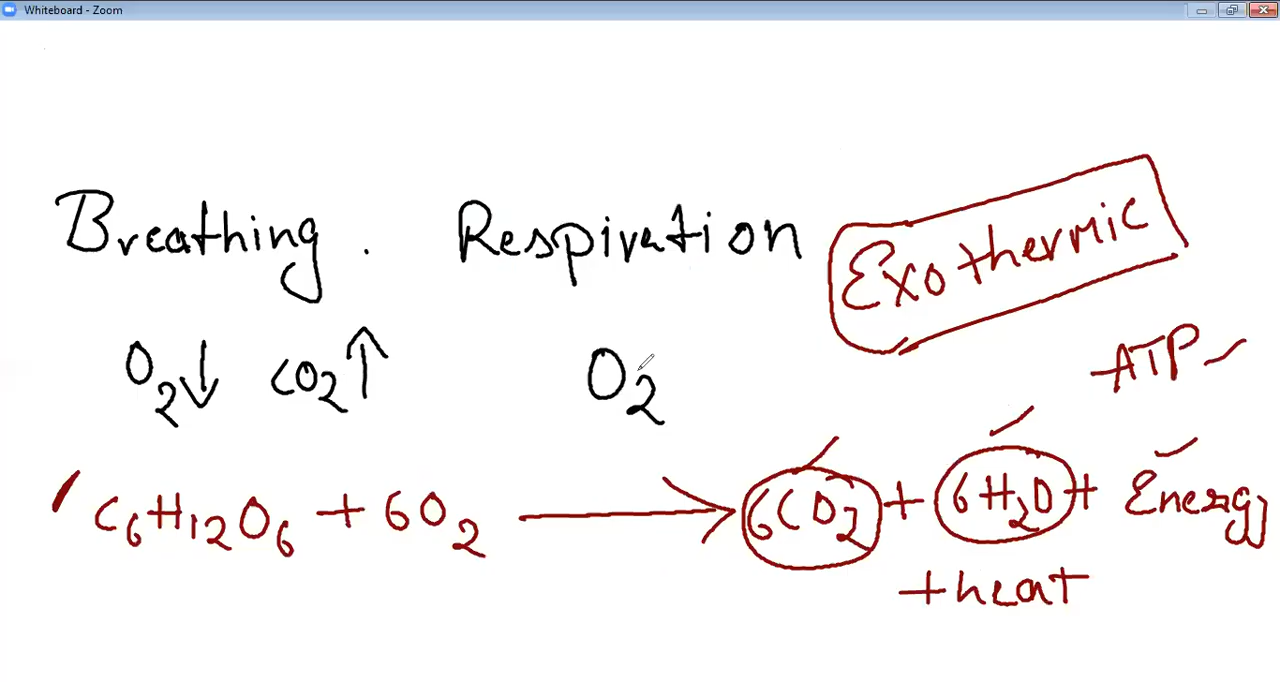 Whiteboard - Zoom
Breathing. Respiration Exothermic
O2↓ CO2↑ O2 ATP ✓
C6H12O6 + 6O2 → 6CO2 + 6H2O + Energy
+ heat